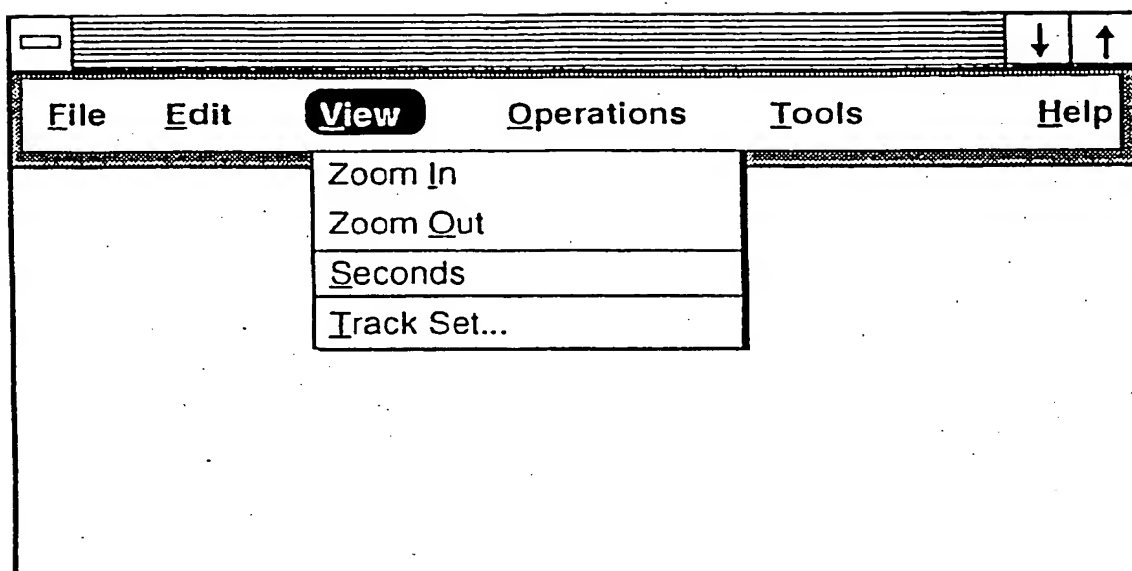 File Edit View Operations Tools Help
Zoom In
Zoom Out
Seconds
Track Set...